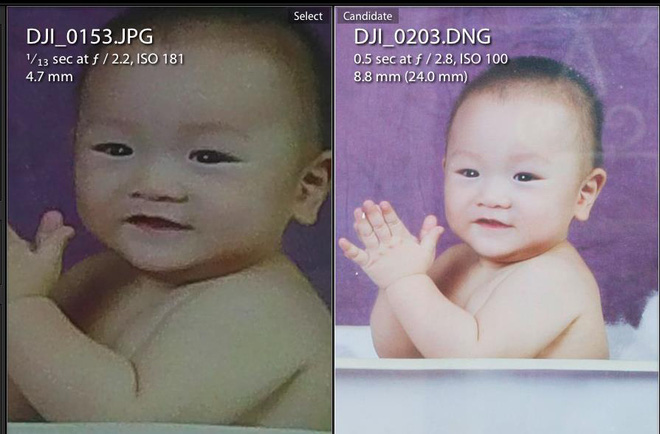 Select
DJI_0153.JPG
1/13 sec at ƒ / 2.2, ISO 181
4.7 mm
Candidate
DJI_0203.DNG
0.5 sec at ƒ / 2.8, ISO 100
8.8 mm (24.0 mm)